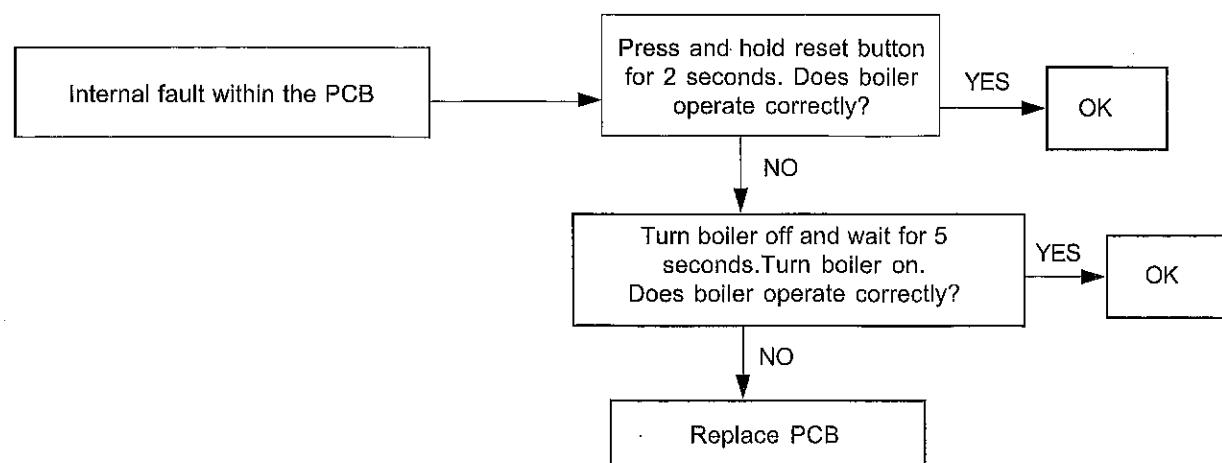 Internal fault within the PCB
Press and hold reset button
for 2 seconds. Does boiler
operate correctly?
YES
OK
NO
Turn boiler off and wait for 5
seconds.Turn boiler on.
Does boiler operate correctly?
YES
OK
NO
Replace PCB